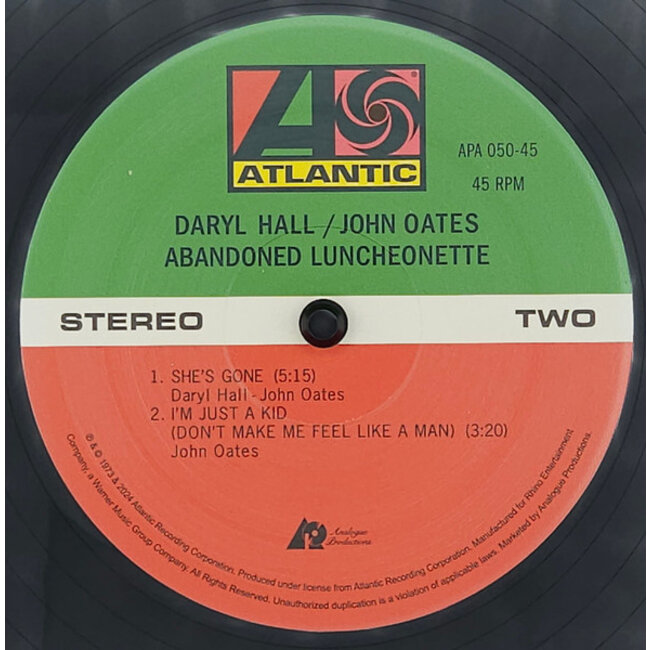 ATLANTIC
APA 050-45
45 RPM
DARYL HALL / JOHN OATES
ABANDONED LUNCHEONETTE
STEREO
TWO
1. SHE'S GONE (5:15)
Daryl Hall - John Oates
2. I'M JUST A KID
(DON'T MAKE ME FEEL LIKE A MAN) (3:20)
John Oates
Analogue
Productions
℗ & © 1973 & 2024 Atlantic Recording Corporation. Produced under license from Atlantic Recording Corporation. Manufactured for Rhino Entertainment
Company, a Warner Music Group Company. All Rights Reserved. Unauthorized duplication is a violation of applicable laws. Marketed by Analogue Productions.